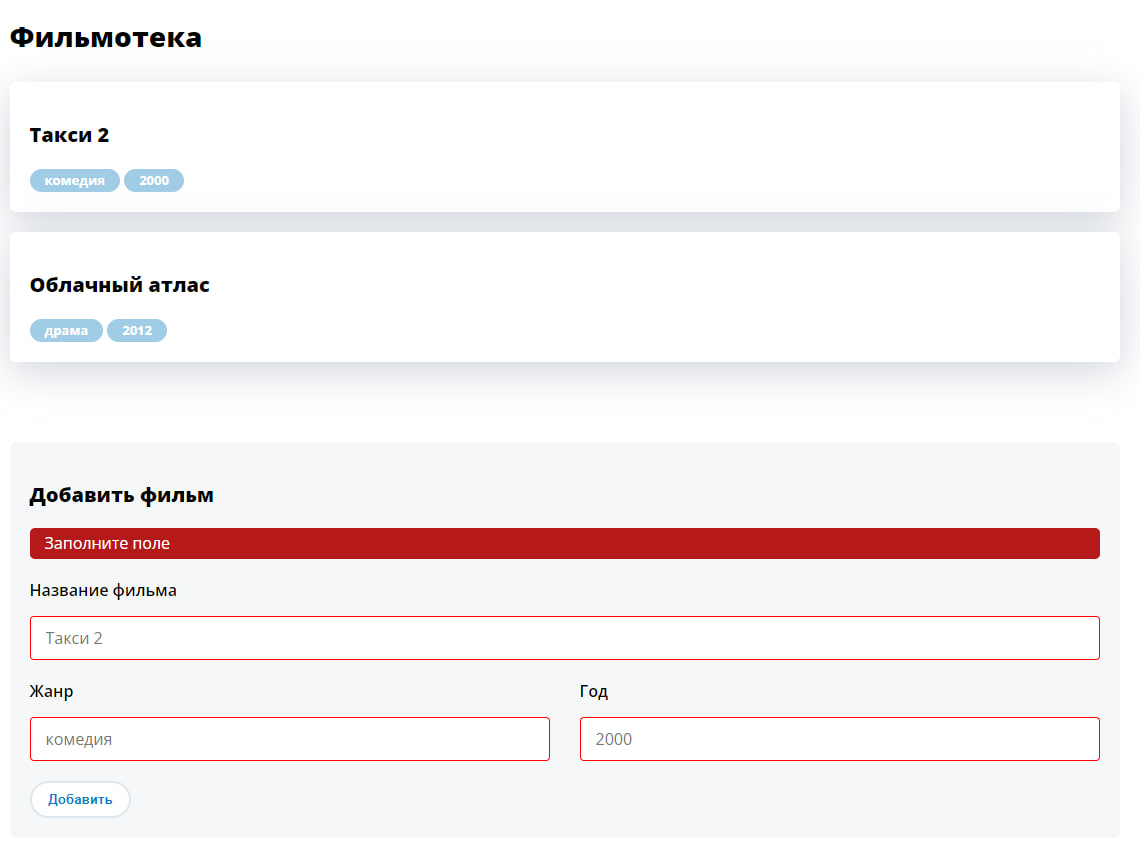 Фильмотека
Такси 2
комедия 2000
Облачный атлас
драма 2012
Добавить фильм
Заполните поле
Название фильма
Такси 2
Жанр Год
комедия 2000
Добавить